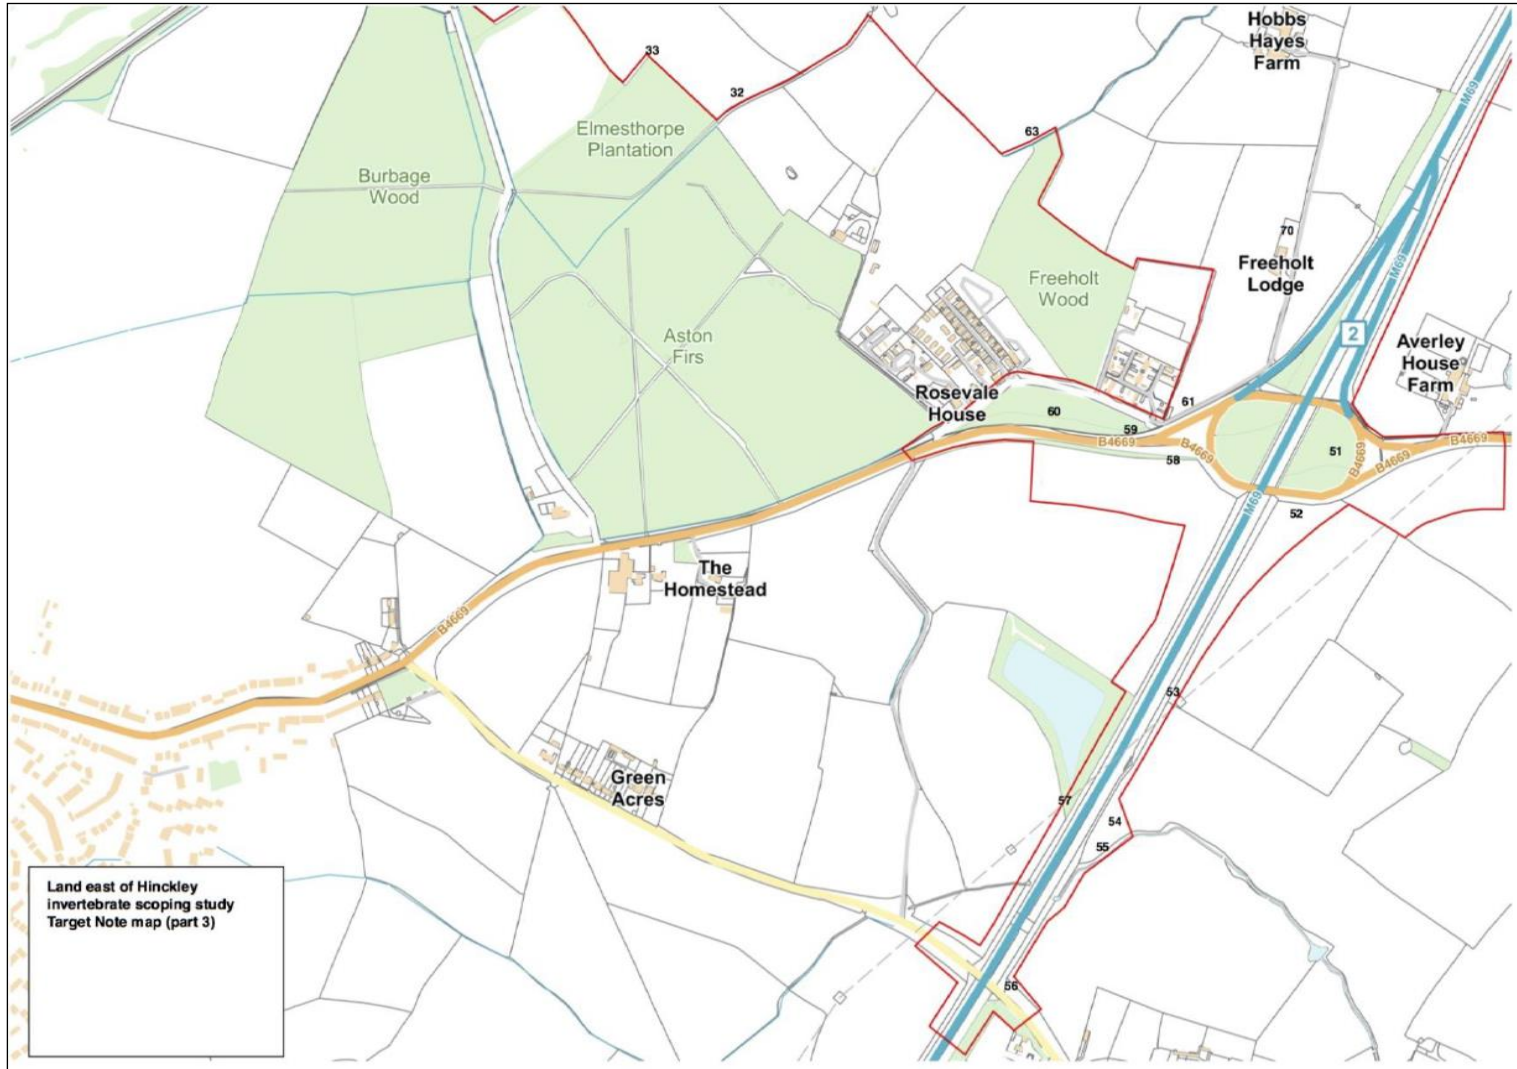 Hobbs
Hayes
Farm
33
32
M69
Elmesthorpe
Plantation
63
Burbage
Wood
70
Freeholt
Lodge
M69
Freeholt
Wood
2
Aston
Firs
Averley
House
Farm
Rosevale
House
60
61
59
B4669
58
B4669
51
B4669
B4669
B4669
M69
52
The
Homestead
B4669
53
Green
Acres
57
54
55
Land east of Hinckley
invertebrate scoping study
Target Note map (part 3)
56